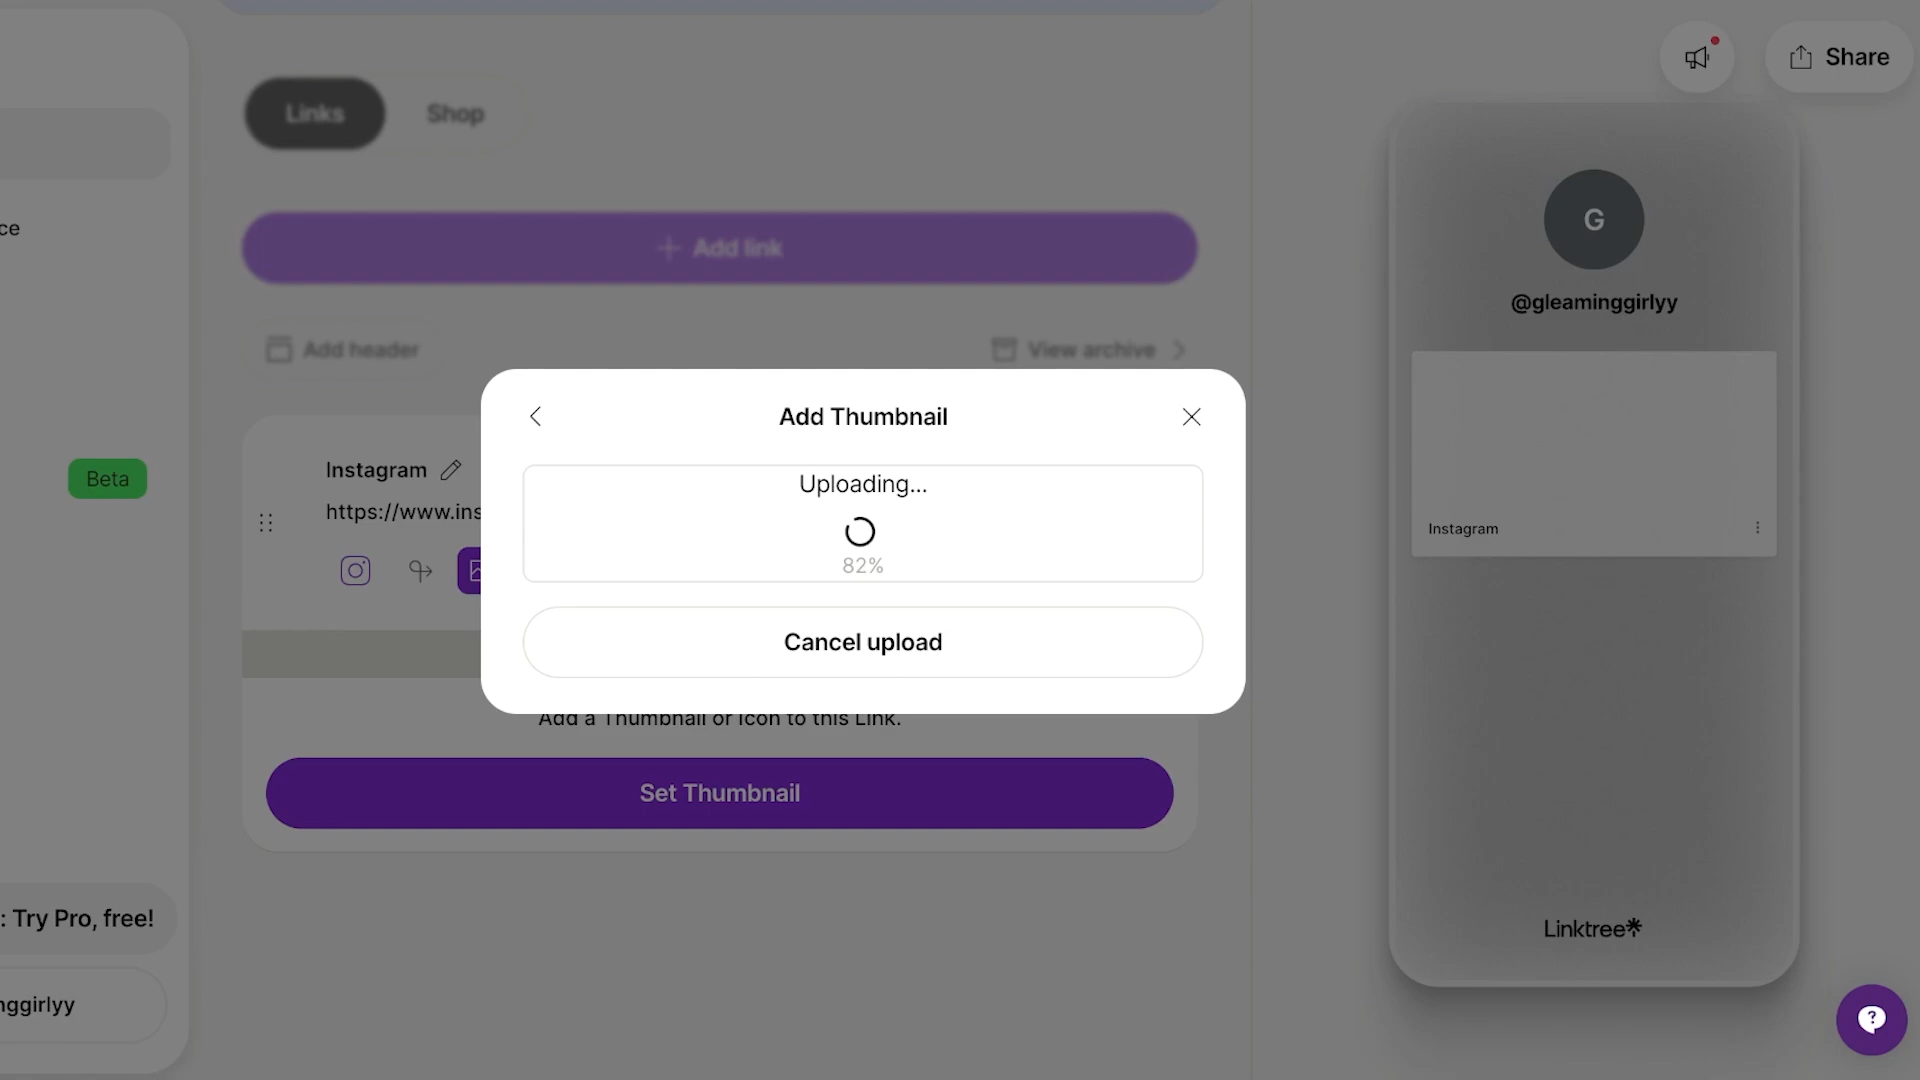 Share
Links
Shop
+ Add link
Add header
View archive
G
@gleaminggirlyy
Add Thumbnail
Uploading...
82%
Cancel upload
Instagram
https://www.ins
Add a Thumbnail or Icon to this Link.
Set Thumbnail
Instagram
Linktree
ce
Beta
: Try Pro, free!
nggirlyy
?